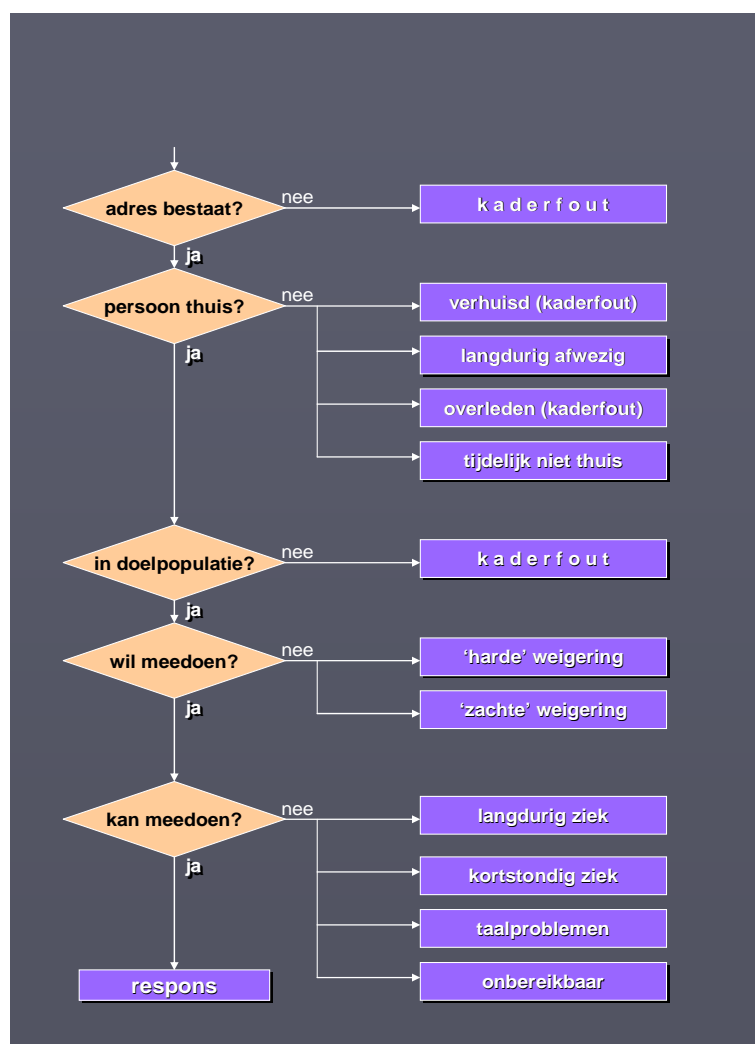 adres bestaat?
nee
k a d e r f o u t
ja
persoon thuis?
nee
verhuisd (kaderfout)
ja
langdurig afwezig
overleden (kaderfout)
tijdelijk niet thuis
in doelpopulatie?
nee
k a d e r f o u t
ja
wil meedoen?
nee
‘harde’ weigering
ja
‘zachte’ weigering
kan meedoen?
nee
langdurig ziek
ja
kortstondig ziek
taalproblemen
respons
onbereikbaar